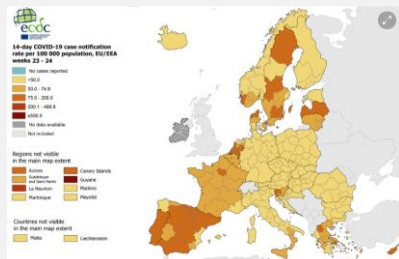 ecdc
14-day COVID-19 case notification
rate per 100 000 population, EU/EEA
weeks 23 - 24
No cases reported
<50.0
50.0 - 74.9
75.0 - 200.0
200.1 - 499.9
≥500.0
No data available
Not included
Regions not visible
in the main map extent
Azores
Canary Islands
Guadeloupe
and Saint Martin
Guyane
La Reunion
Madeira
Martinique
Mayotte
Countries not visible
in the main map extent
Malta
Liechtenstein